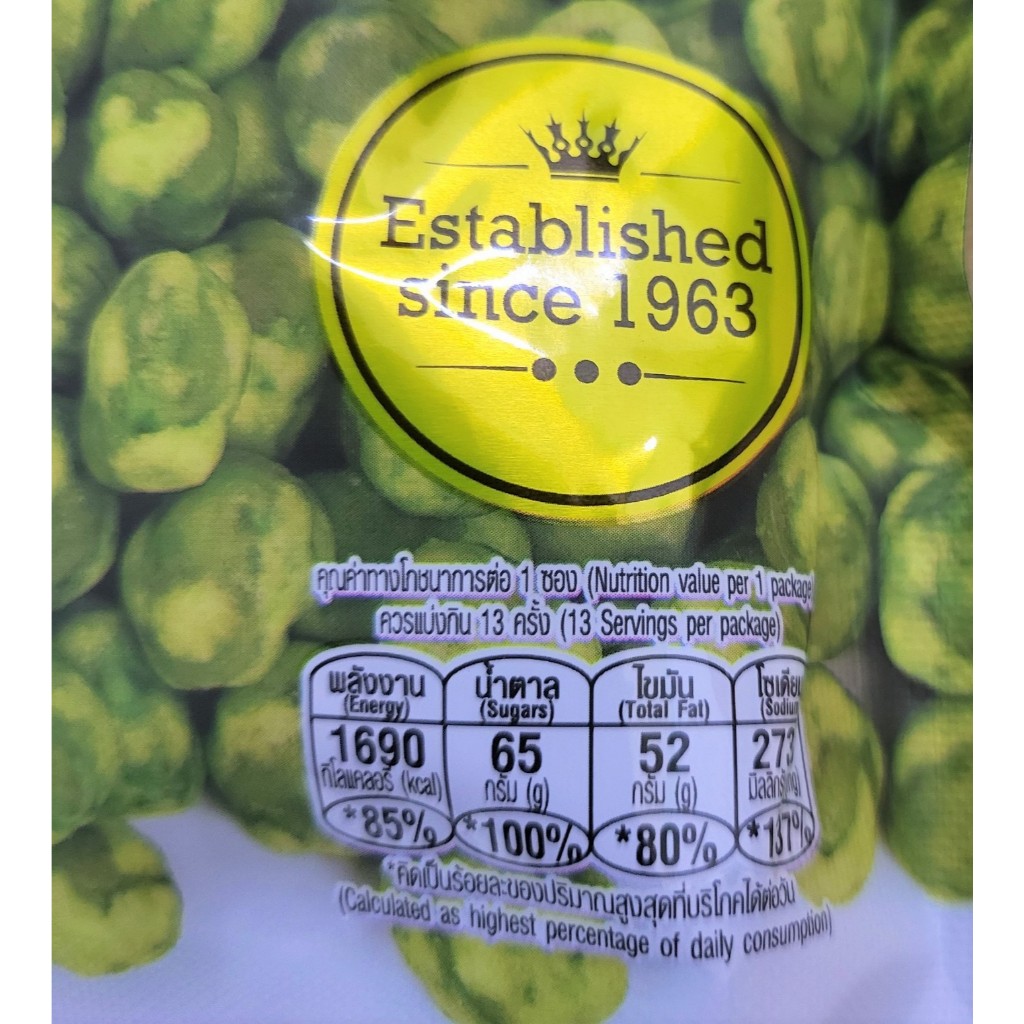 Established
since 1963
คุณค่าทางโภชนาการต่อ 1 ซอง (Nutrition value per 1 package
ควรแบ่งกิน 13 ครั้ง (13 Servings per package)
พลังงาน น้ำตาล ไขมัน
(Energy) (Sugars) (Total Fat) (Sodium
1690 65 52 273
กิโลแคลอรี (kcal) กรัม (g) กรัม (g)
*85% *100% *80% *137%
*คิดเป็นร้อยละของปริมาณสูงสุดที่บริโภคได้ต่อวัน
(Calculated as highest percentage of daily consumption)